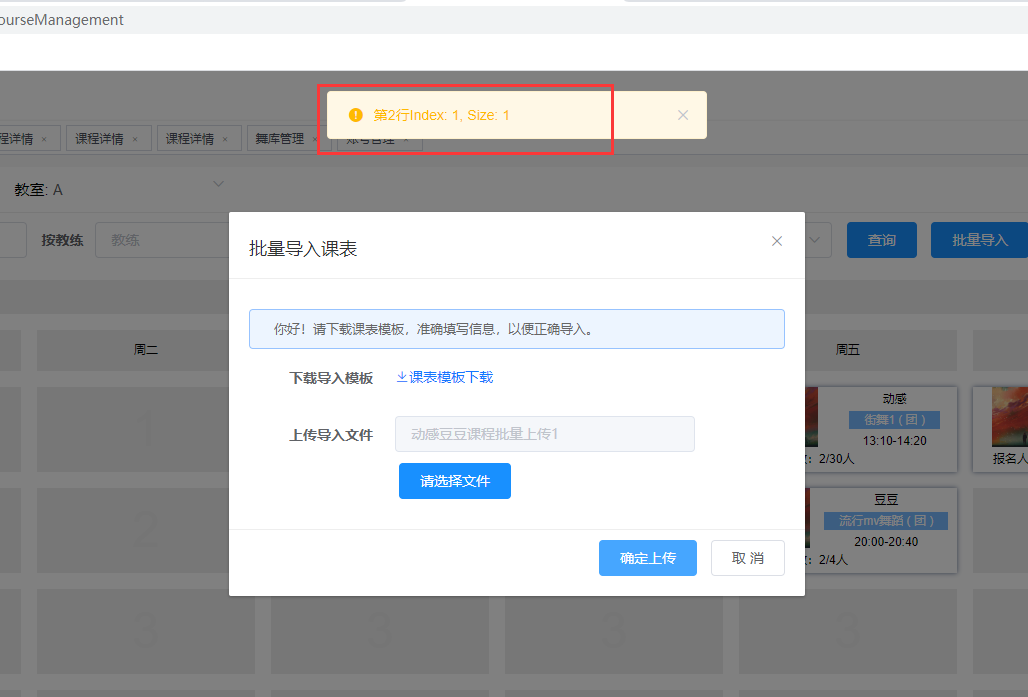 ourseManagement
第2行Index: 1, Size: 1
程详情 ×
课程详情 ×
课程详情 ×
舞库管理 ×
账号管理 ×
教室: A
按教练
教练
查询
批量导入
批量导入课表
你好！请下载课表模板，准确填写信息，以便正确导入。
下载导入模板
课表模板下载
上传导入文件
动感豆豆课程批量上传1
请选择文件
确定上传
取 消
周二
周五
1
动感
街舞1 ( 团 )
13:10-14:20
：2/30人
报名人
2
豆豆
流行mv舞蹈 ( 团 )
20:00-20:40
：2/4人
3
3
3
3